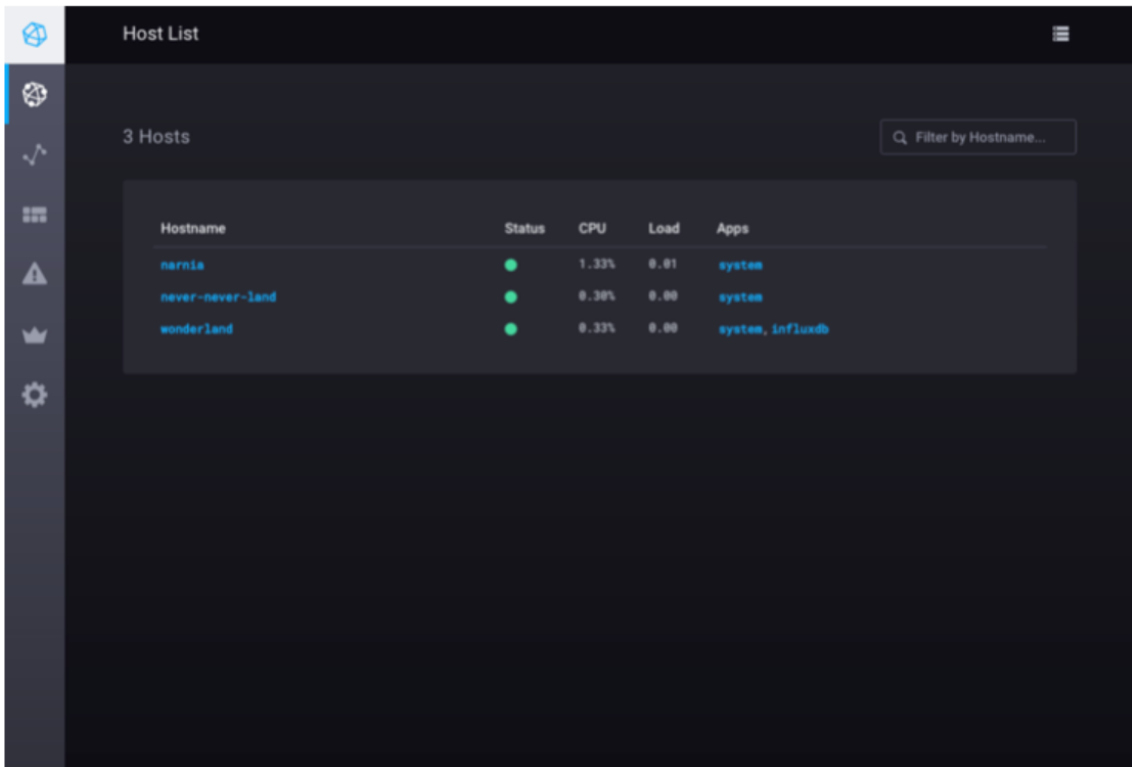 Host List
3 Hosts
Filter by Hostname...
Hostname Status CPU Load Apps
narnia 1.33% 0.01 system
never-never-land 0.30% 0.00 system
wonderland 0.33% 0.00 system, influxdb